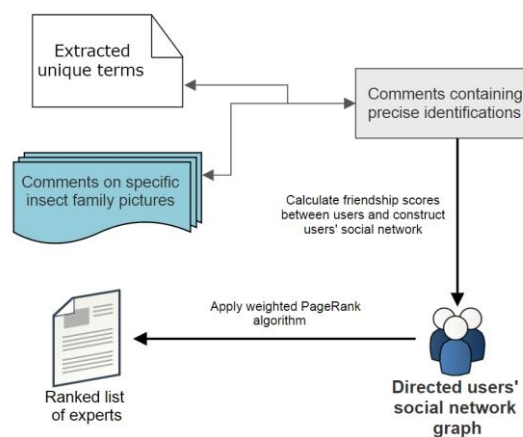 Extracted
unique terms
Comments containing
precise identifications
Comments on specific
insect family pictures
Calculate friendship scores
between users and construct
users' social network
Apply weighted PageRank
algorithm
Ranked list
of experts
Directed users'
social network
graph